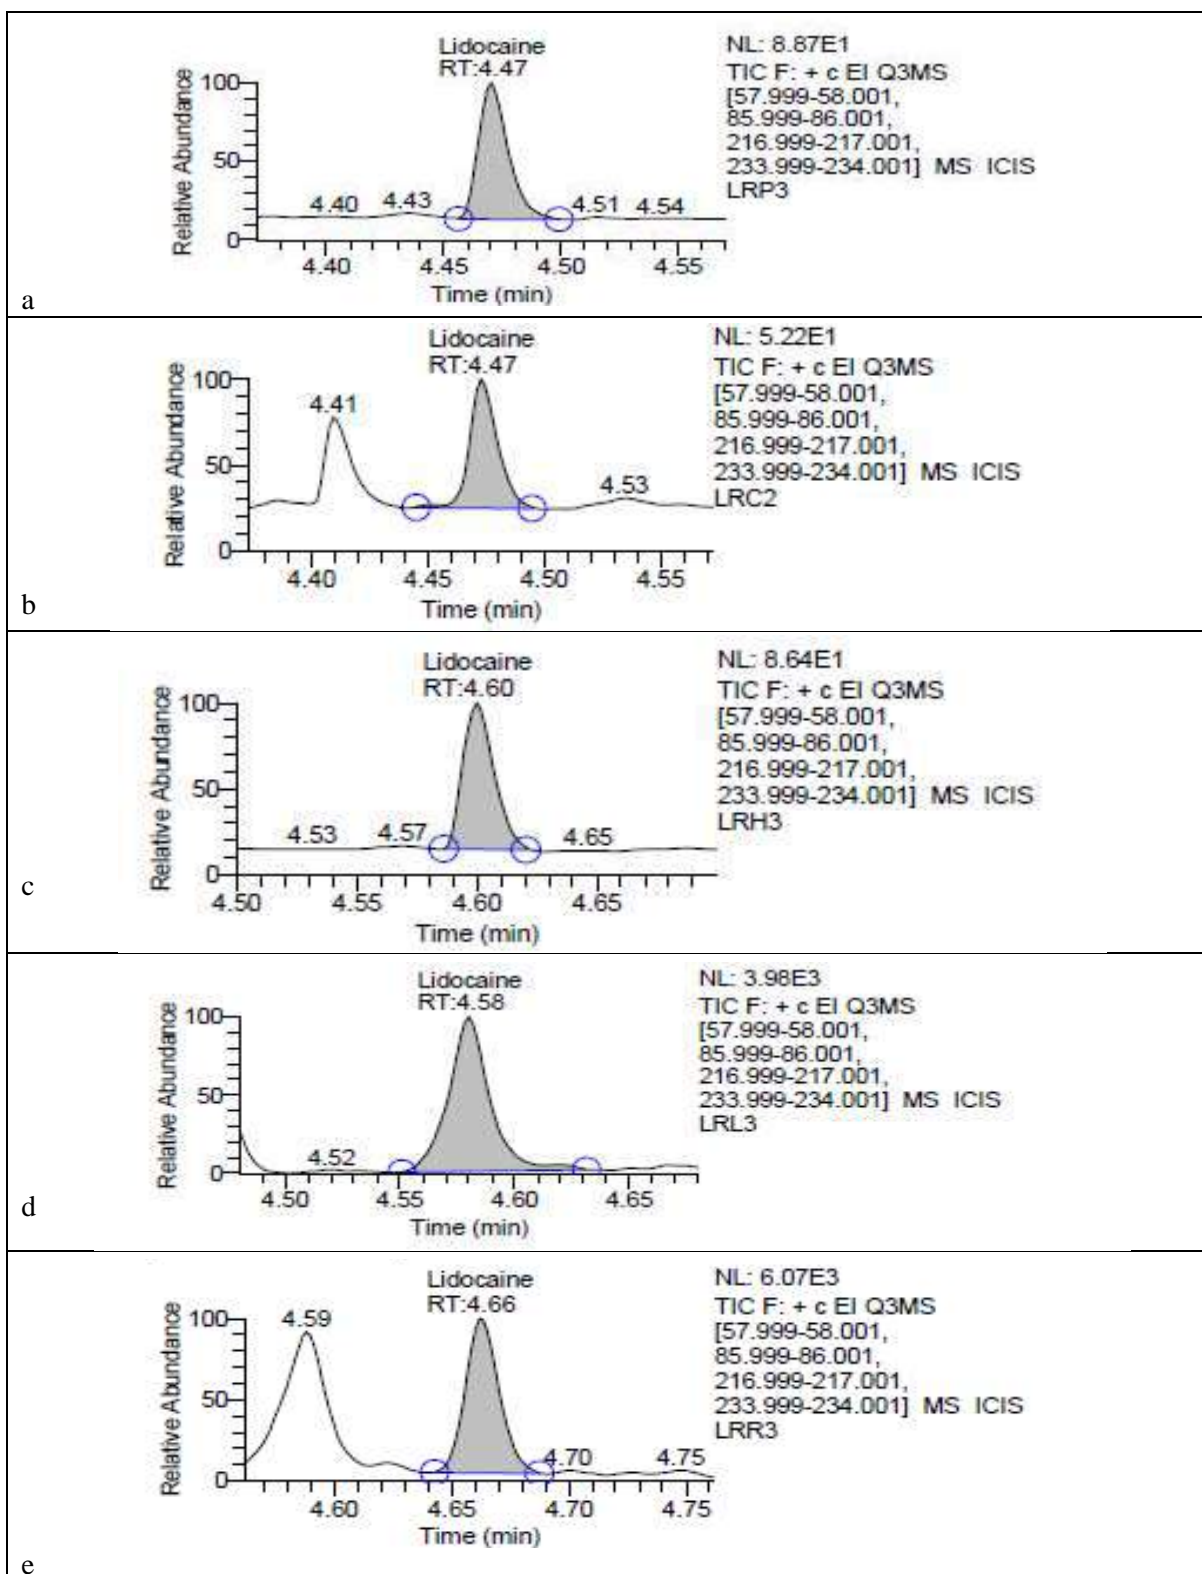 Lidocaine
RT:4.47
NL: 8.87E1
TIC F: + c EI Q3MS
[57.999-58.001,
85.999-86.001,
216.999-217.001,
233.999-234.001] MS ICIS
LRP3
Relative Abundance
100
50
0
4.40 4.43 4.51 4.54
4.40 4.45 4.50 4.55
Time (min)
a
Lidocaine
RT:4.47
NL: 5.22E1
TIC F: + c EI Q3MS
[57.999-58.001,
85.999-86.001,
216.999-217.001,
233.999-234.001] MS ICIS
LRC2
Relative Abundance
100
50
0
4.41 4.53
4.40 4.45 4.50 4.55
Time (min)
b
Lidocaine
RT:4.60
NL: 8.64E1
TIC F: + c EI Q3MS
[57.999-58.001,
85.999-86.001,
216.999-217.001,
233.999-234.001] MS ICIS
LRH3
Relative Abundance
100
50
0
4.53 4.57 4.65
4.50 4.55 4.60 4.65
Time (min)
c
Lidocaine
RT:4.58
NL: 3.98E3
TIC F: + c EI Q3MS
[57.999-58.001,
85.999-86.001,
216.999-217.001,
233.999-234.001] MS ICIS
LRL3
Relative Abundance
100
50
0
4.52
4.50 4.55 4.60 4.65
Time (min)
d
Lidocaine
RT:4.66
NL: 6.07E3
TIC F: + c EI Q3MS
[57.999-58.001,
85.999-86.001,
216.999-217.001,
233.999-234.001] MS ICIS
LRR3
Relative Abundance
100
50
0
4.59 4.70 4.75
4.60 4.65 4.70 4.75
Time (min)
e